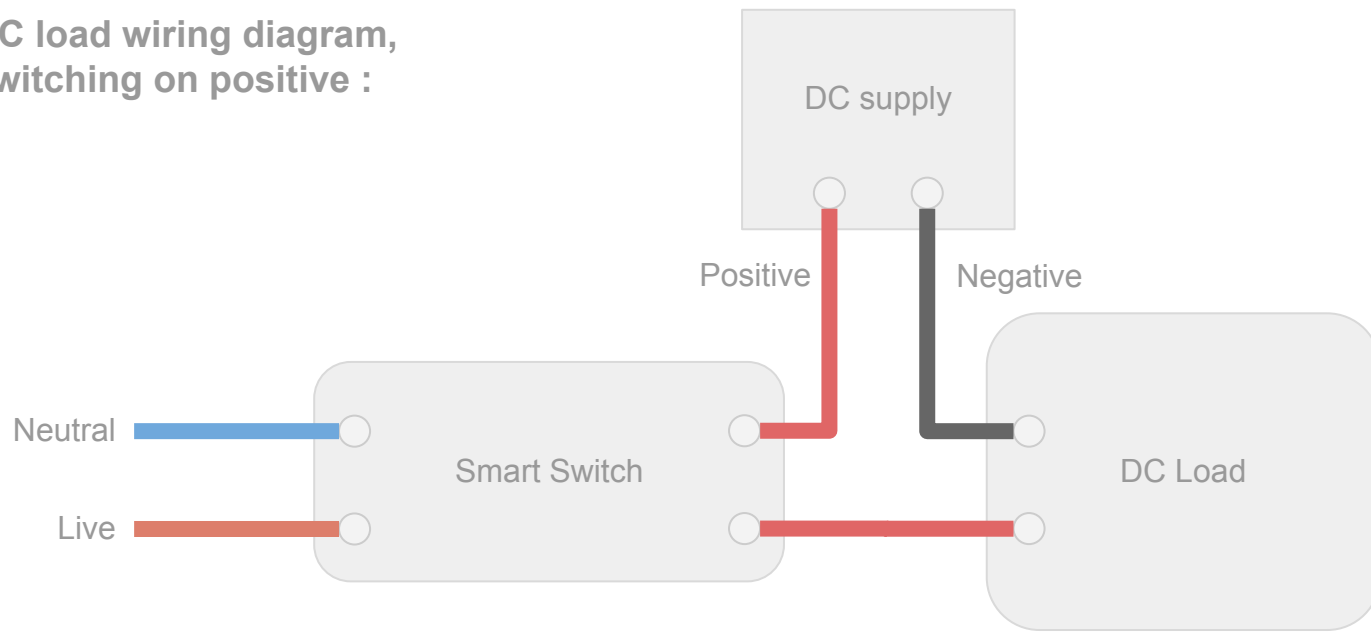 C load wiring diagram,
witching on positive :
DC supply
Positive
Negative
Neutral
Smart Switch
DC Load
Live